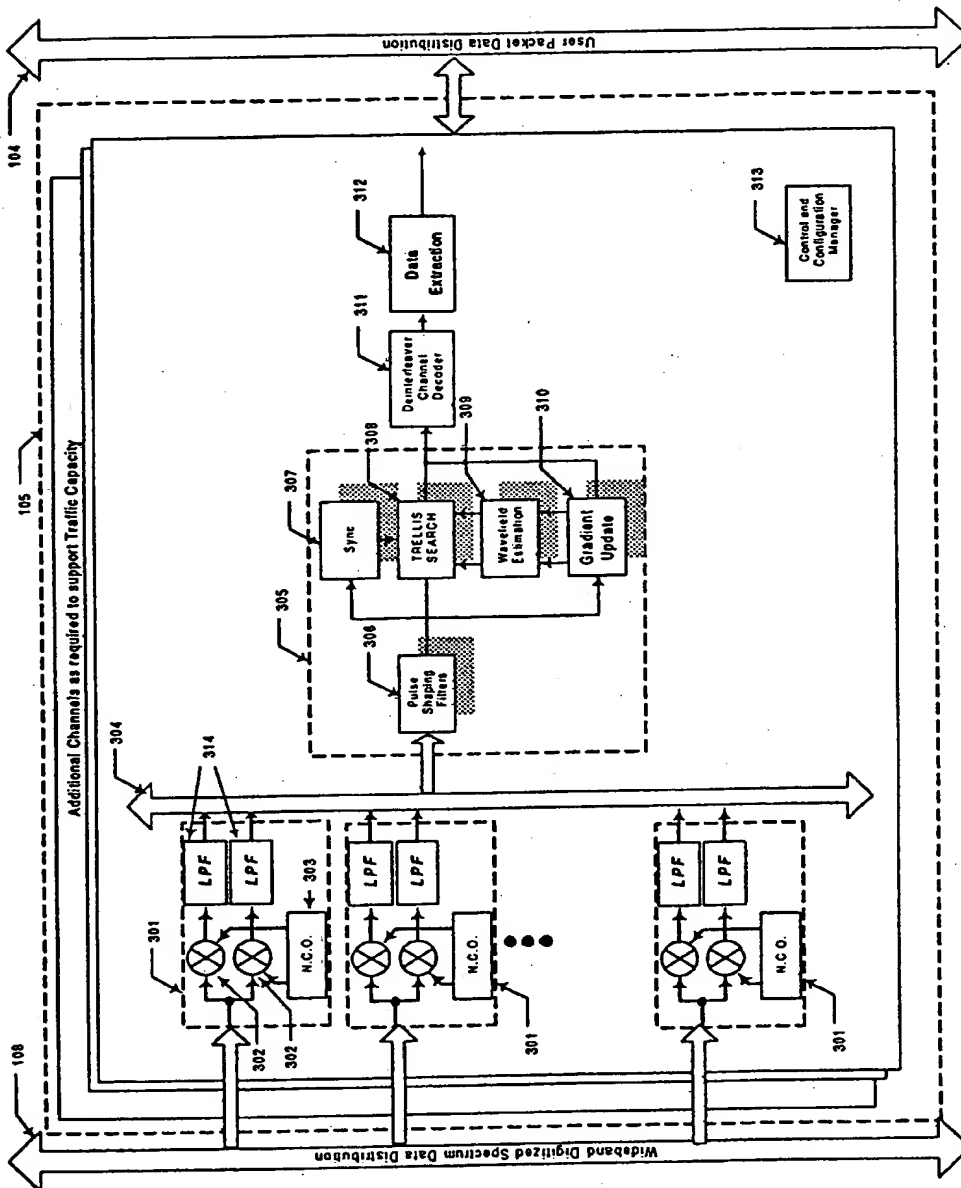 104
User Packet Data Distribution
105
Additional Channels as required to support Traffic Capacity
312
Data
Extraction
313
Control and
Configuration
Manager
311
Deinterleaver
Channel
Decoder
308
309
310
307
Sync
TRELLIS
SEARCH
Wavefield
Estimation
Gradient
Update
305
306
Pulse
Shaping
Filters
304
314
LPF
LPF
303
N.C.O.
301
302
302
LPF
LPF
N.C.O.
301
LPF
LPF
N.C.O.
301
108
Wideband Digitized Spectrum Data Distribution